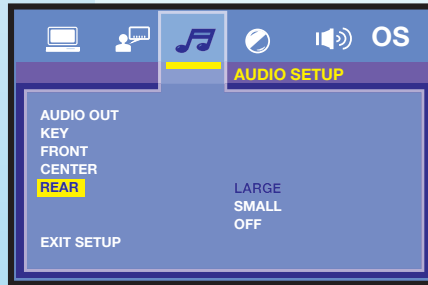 OS
AUDIO SETUP
AUDIO OUT
KEY
FRONT
CENTER
REAR
LARGE
SMALL
OFF
EXIT SETUP